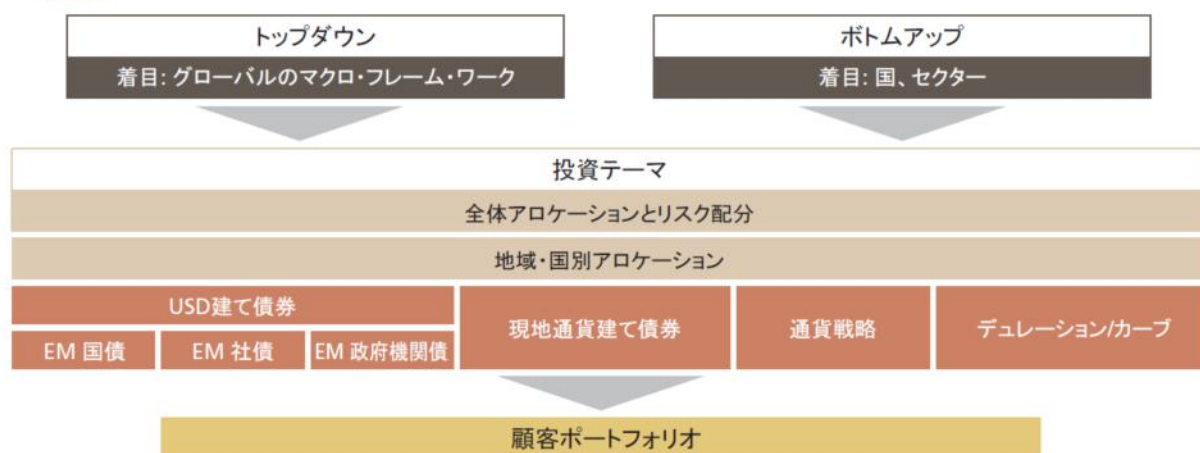 トップダウン
着目: グローバルのマクロ・フレーム・ワーク
ボトムアップ
着目: 国、セクター
投資テーマ
全体アロケーションとリスク配分
地域・国別アロケーション
USD建て債券
EM 国債
EM 社債
EM 政府機関債
現地通貨建て債券
通貨戦略
デュレーション/カーブ
顧客ポートフォリオ